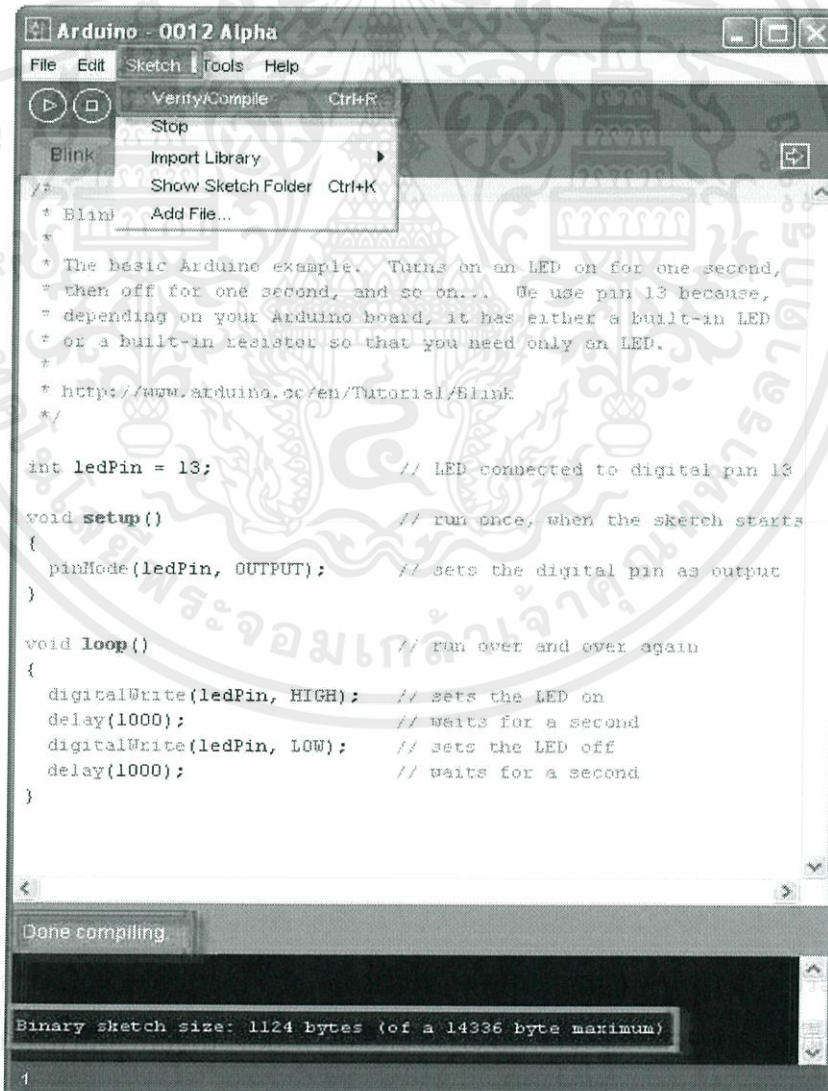 Arduino - 0012 Alpha
File Edit Sketch Tools Help
Verify/Compile Ctrl+R
Stop
Import Library
Show Sketch Folder Ctrl+K
Add File...
Blink
/*
* Blink
*
* The basic Arduino example. Turns on an LED on for one second,
* then off for one second, and so on... We use pin 13 because,
* depending on your Arduino board, it has either a built-in LED
* or a built-in resistor so that you need only an LED.
*
* http://www.arduino.cc/en/Tutorial/Blink
*/
int ledPin = 13; // LED connected to digital pin 13
void setup() // run once, when the sketch starts
{
pinMode(ledPin, OUTPUT); // sets the digital pin as output
}
void loop() // run over and over again
{
digitalWrite(ledPin, HIGH); // sets the LED on
delay(1000); // waits for a second
digitalWrite(ledPin, LOW); // sets the LED off
delay(1000); // waits for a second
}
Done compiling.
Binary sketch size: 1124 bytes (of a 14336 byte maximum)
1